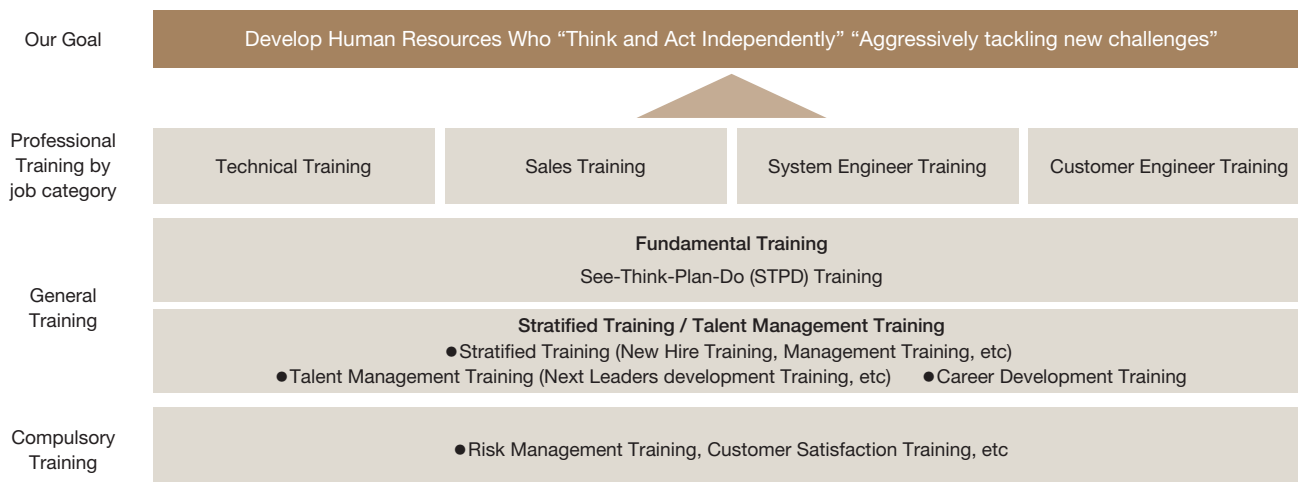 Our Goal
Develop Human Resources Who “Think and Act Independently” “Aggressively tackling new challenges”
Professional
Training by
job category
Technical Training
Sales Training
System Engineer Training
Customer Engineer Training
General
Training
Fundamental Training
See-Think-Plan-Do (STPD) Training
Stratified Training / Talent Management Training
●Stratified Training (New Hire Training, Management Training, etc)
●Talent Management Training (Next Leaders development Training, etc) ●Career Development Training
Compulsory
Training
●Risk Management Training, Customer Satisfaction Training, etc